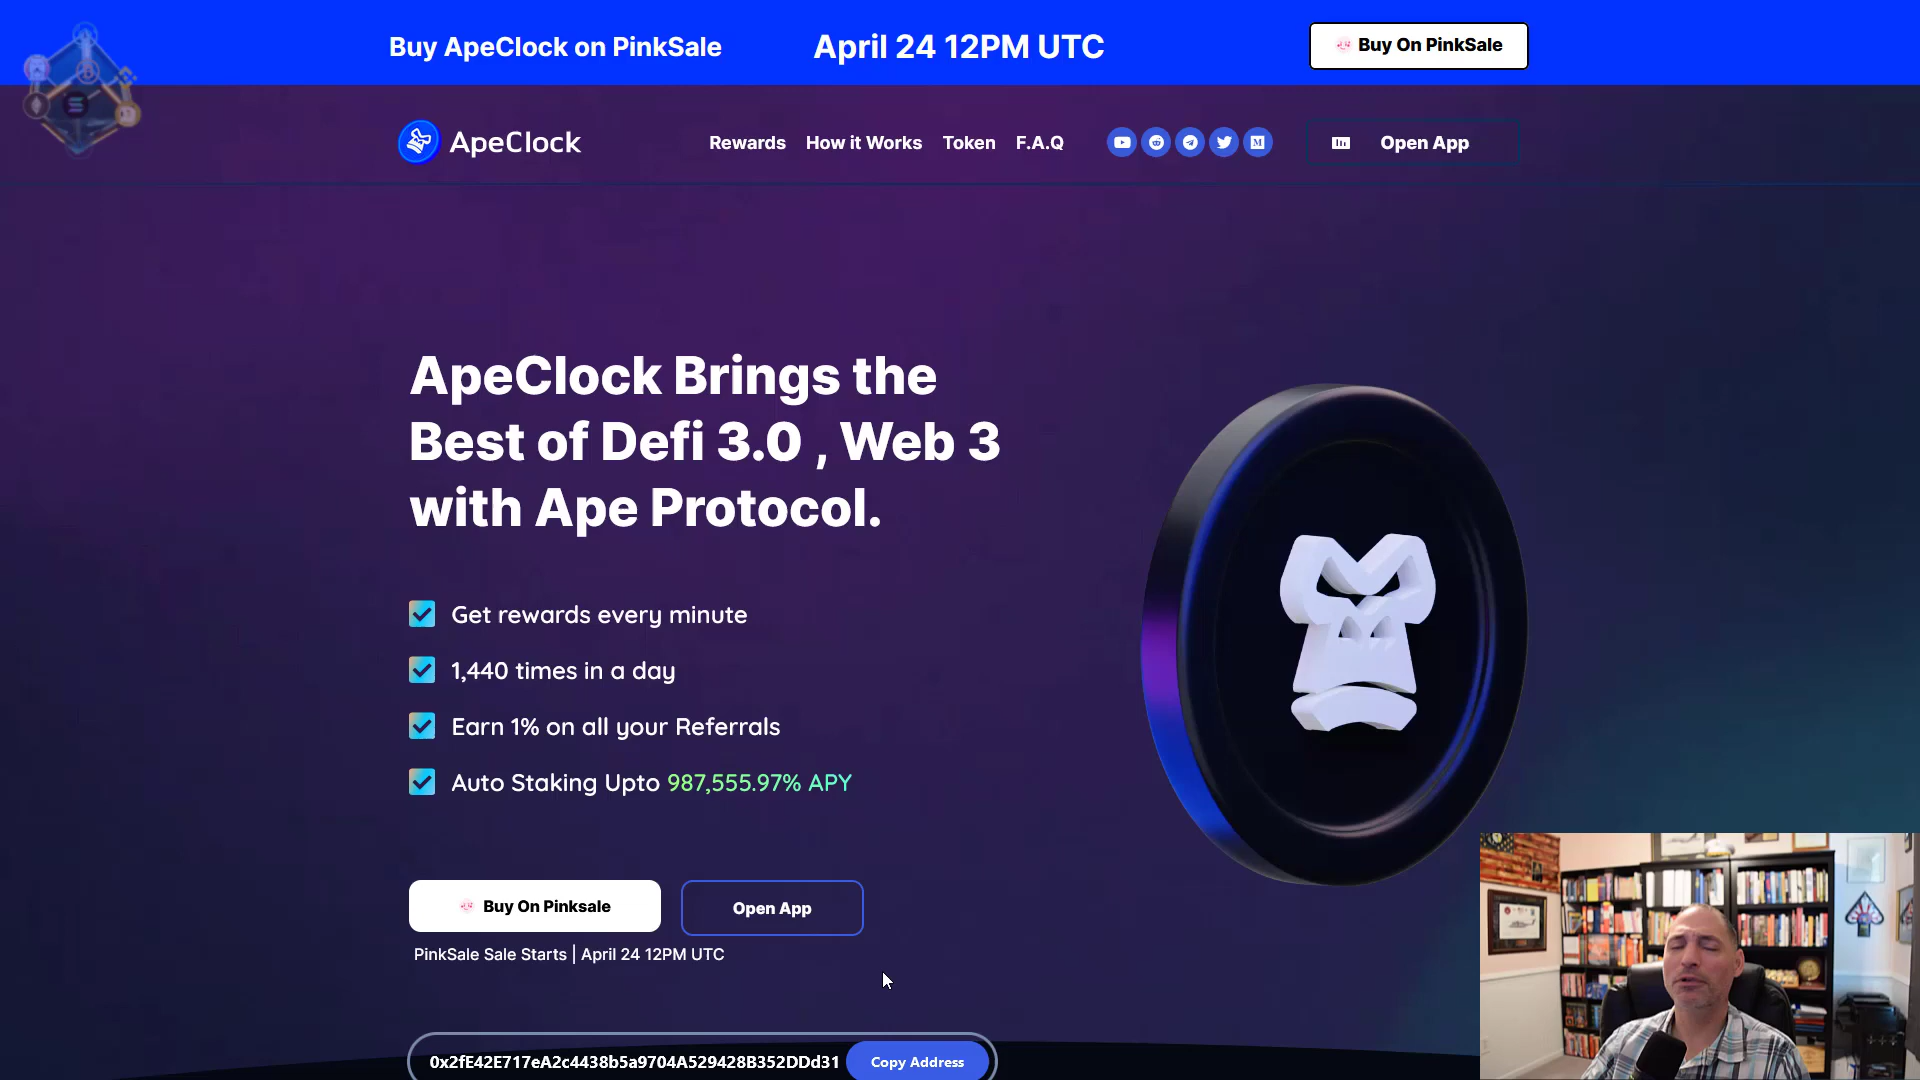 Buy ApeClock on PinkSale
April 24 12PM UTC
Buy On PinkSale
ApeClock
Rewards
How it Works
Token
F.A.Q
Open App
ApeClock Brings the
Best of Defi 3.0 , Web 3
with Ape Protocol.
Get rewards every minute
1,440 times in a day
Earn 1% on all your Referrals
Auto Staking Upto 987,555.97% APY
Buy On Pinksale
Open App
PinkSale Sale Starts | April 24 12PM UTC
0x2fE42E717eA2c4438b5a9704A529428B352DDd31
Copy Address